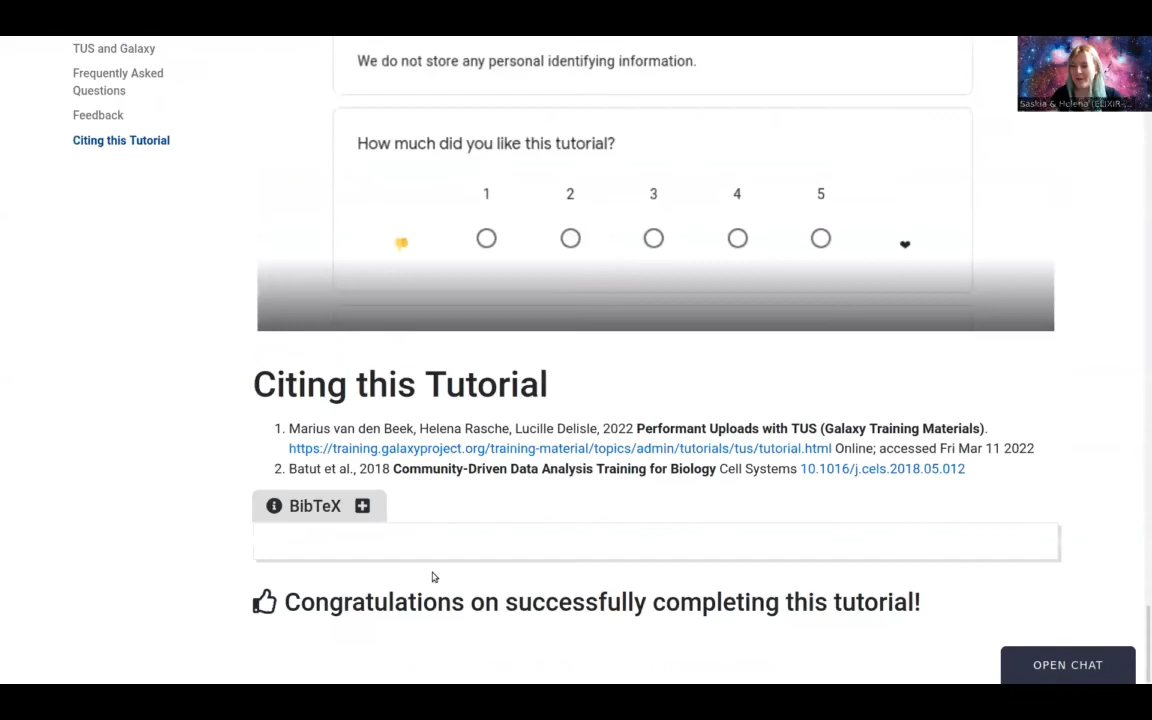 TUS and Galaxy
Frequently Asked
Questions
Feedback
Citing this Tutorial
We do not store any personal identifying information.
How much did you like this tutorial?
1 2 3 4 5
Saskia & Helena (ELIXIR-...
Citing this Tutorial
1. Marius van den Beek, Helena Rasche, Lucille Delisle, 2022 Performant Uploads with TUS (Galaxy Training Materials).
https://training.galaxyproject.org/training-material/topics/admin/tutorials/tus/tutorial.html Online; accessed Fri Mar 11 2022
2. Batut et al., 2018 Community-Driven Data Analysis Training for Biology Cell Systems 10.1016/j.cels.2018.05.012
BibTeX
Congratulations on successfully completing this tutorial!
OPEN CHAT